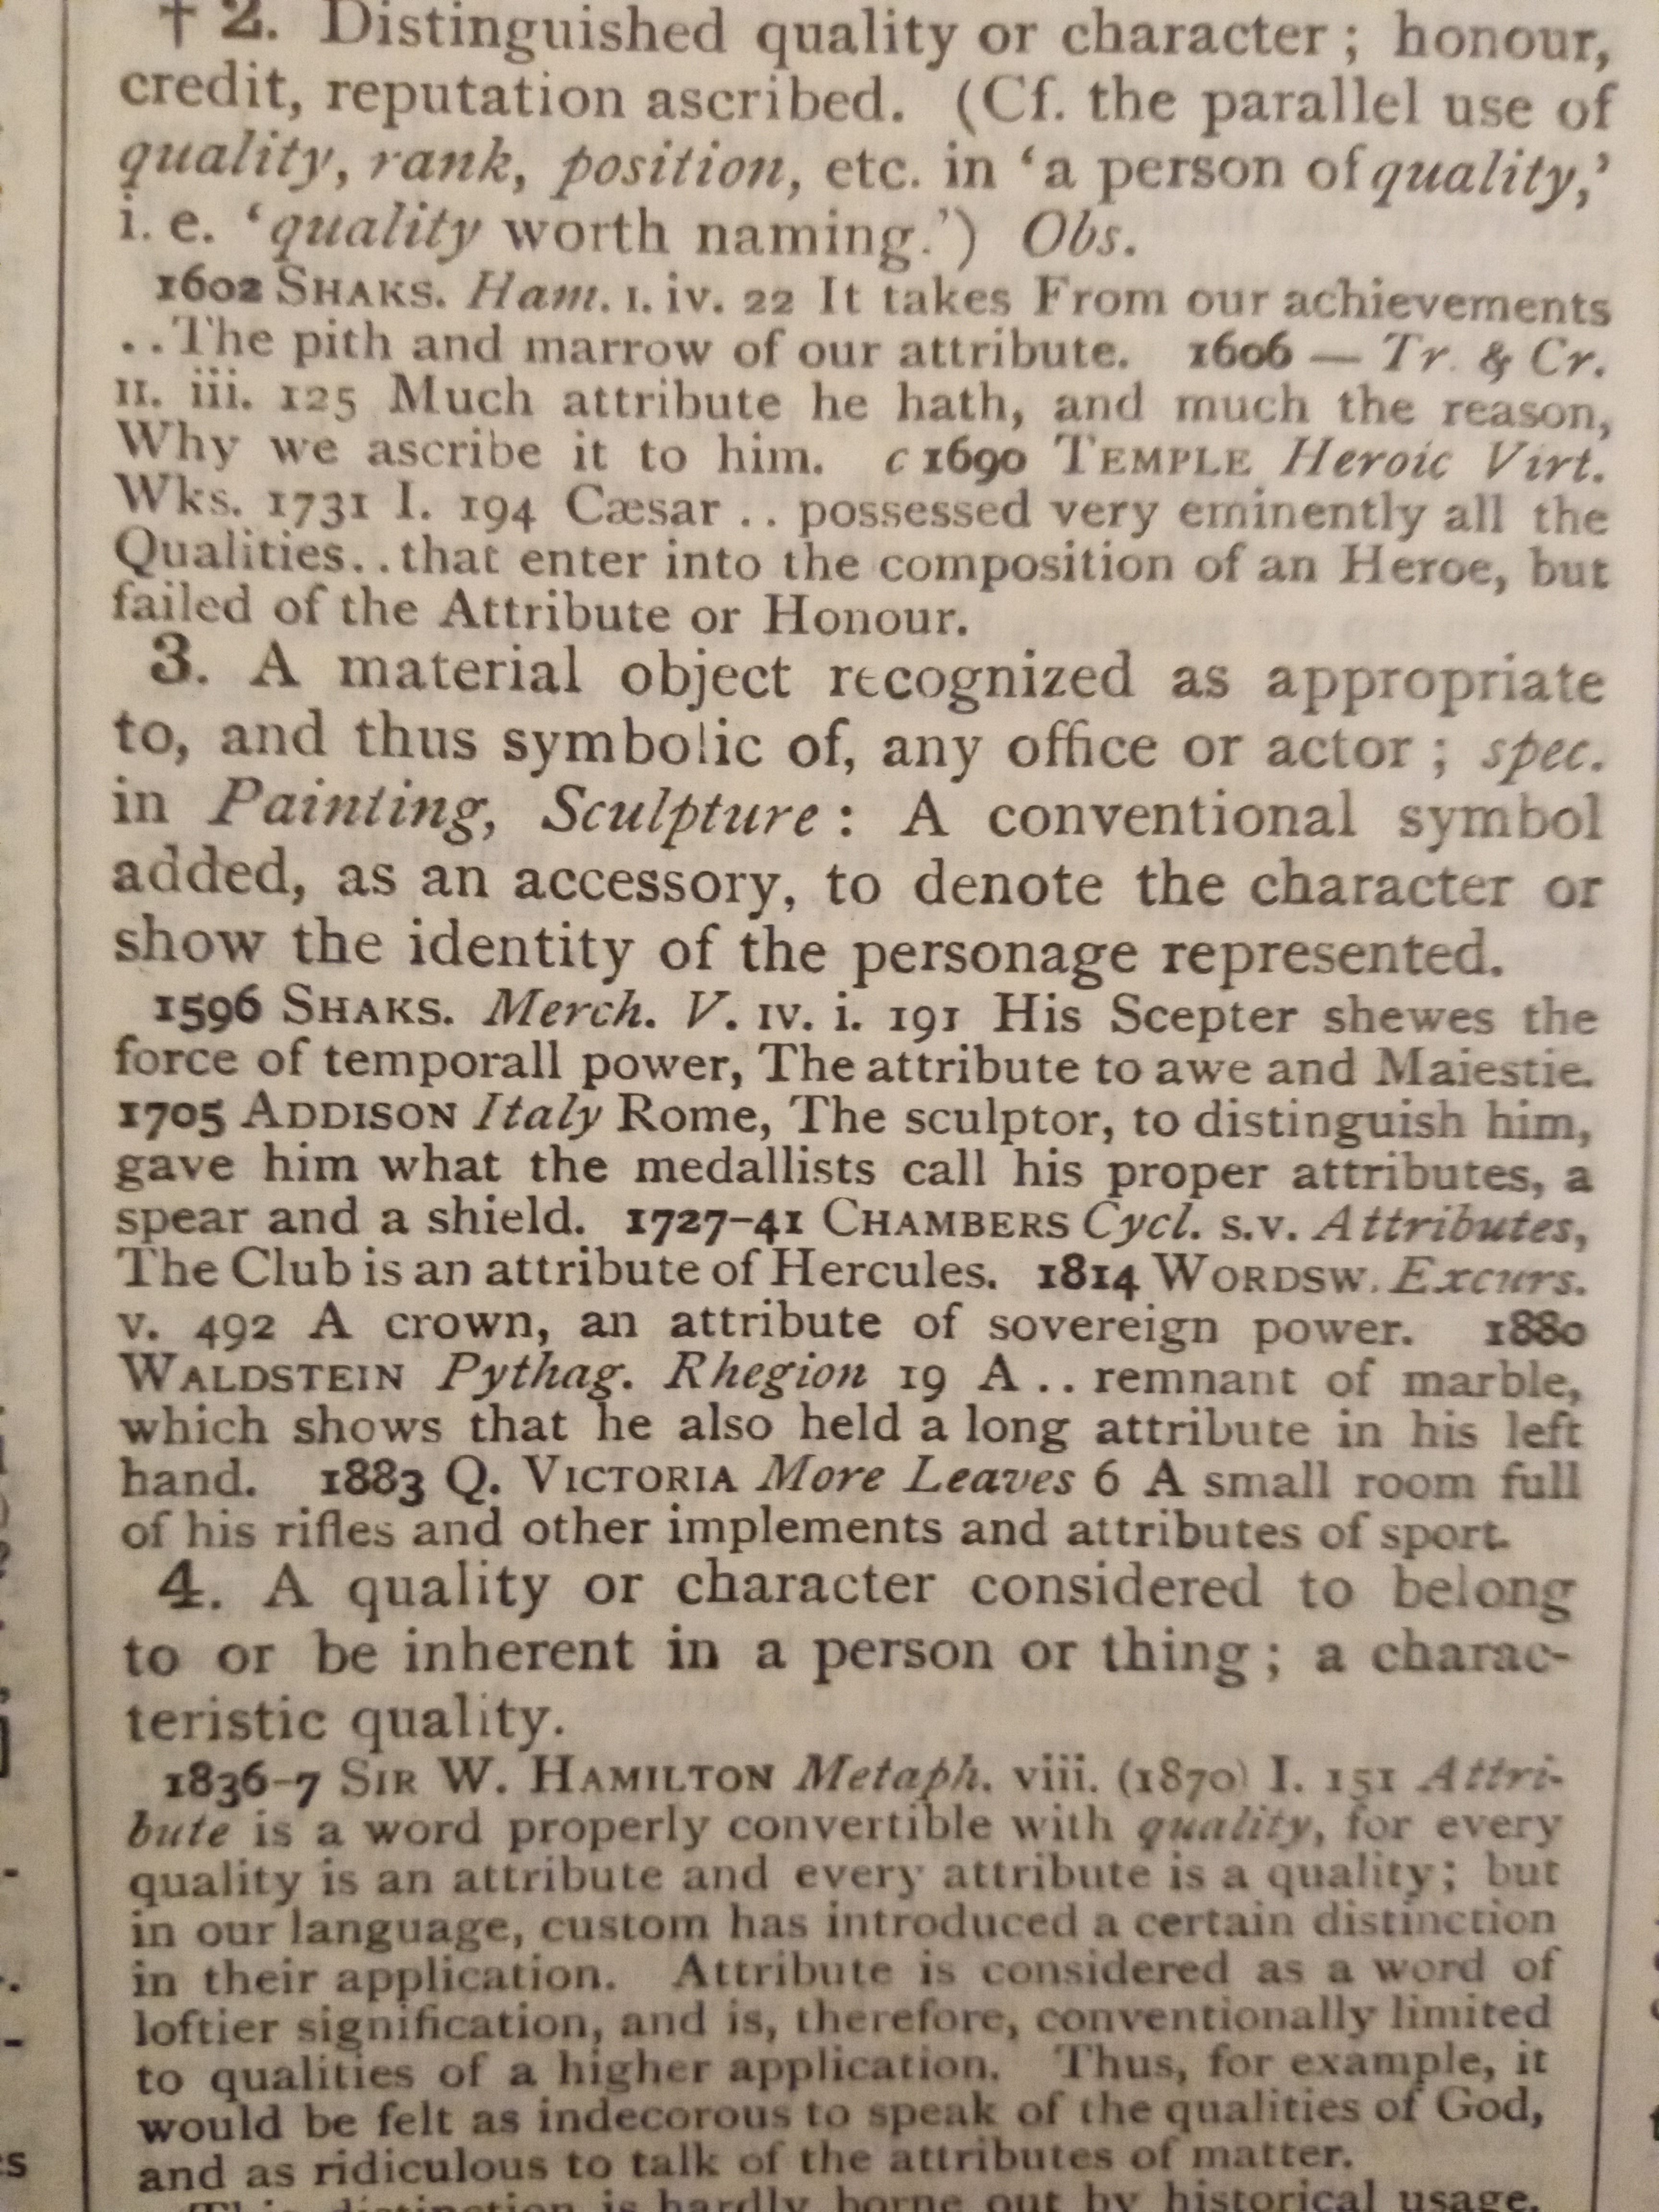 † 2. Distinguished quality or character ; honour,
credit, reputation ascribed. (Cf. the parallel use of
quality, rank, position, etc. in ‘a person of quality,’
i. e. ‘quality worth naming.’) Obs.
1602 SHAKS. Ham. I. iv. 22 It takes From our achievements
..The pith and marrow of our attribute. 1606 — Tr. & Cr.
II. iii. 125 Much attribute he hath, and much the reason,
Why we ascribe it to him. c 1690 TEMPLE Heroic Virt.
Wks. 1731 I. 194 Cæsar .. possessed very eminently all the
Qualities..that enter into the composition of an Heroe, but
failed of the Attribute or Honour.
3. A material object recognized as appropriate
to, and thus symbolic of, any office or actor ; spec.
in Painting, Sculpture : A conventional symbol
added, as an accessory, to denote the character or
show the identity of the personage represented.
1596 SHAKS. Merch. V. IV. i. 191 His Scepter shewes the
force of temporall power, The attribute to awe and Maiestie.
1705 ADDISON Italy Rome, The sculptor, to distinguish him,
gave him what the medallists call his proper attributes, a
spear and a shield. 1727–41 CHAMBERS Cycl. s.v. Attributes,
The Club is an attribute of Hercules. 1814 WORDSW. Excurs.
V. 492 A crown, an attribute of sovereign power. 1880
WALDSTEIN Pythag. Rhegion 19 A .. remnant of marble,
which shows that he also held a long attribute in his left
hand. 1883 Q. VICTORIA More Leaves 6 A small room full
of his rifles and other implements and attributes of sport.
4. A quality or character considered to belong
to or be inherent in a person or thing ; a charac-
teristic quality.
1836–7 SIR W. HAMILTON Metaph. viii. (1870) I. 151 Attri-
bute is a word properly convertible with quality, for every
quality is an attribute and every attribute is a quality; but
in our language, custom has introduced a certain distinction
in their application. Attribute is considered as a word of
loftier signification, and is, therefore, conventionally limited
to qualities of a higher application. Thus, for example, it
would be felt as indecorous to speak of the qualities of God,
and as ridiculous to talk of the attributes of matter.
This distinction is hardly borne out by historical usage.